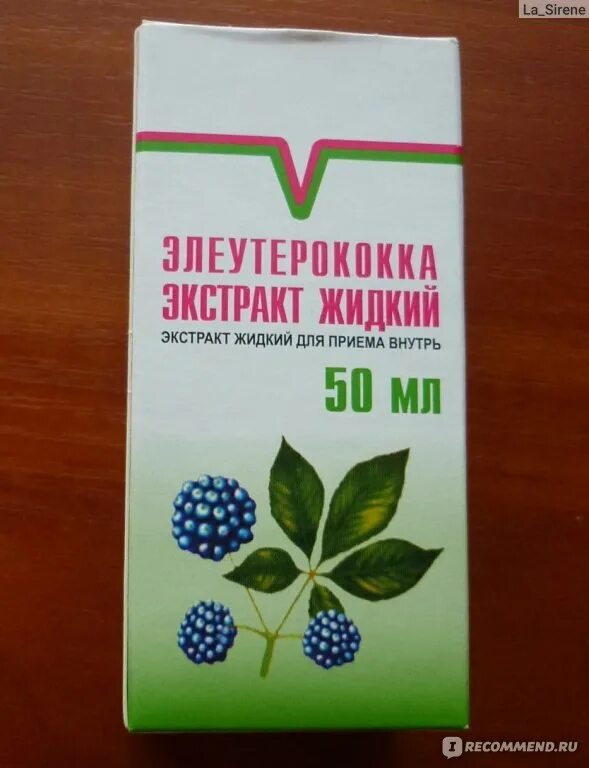 La_Sirene
ЭЛЕУТЕРОКОККА
ЭКСТРАКТ ЖИДКИЙ
ЭКСТРАКТ ЖИДКИЙ ДЛЯ ПРИЕМА ВНУТРЬ
50 МЛ
I RECOMMEND.RU